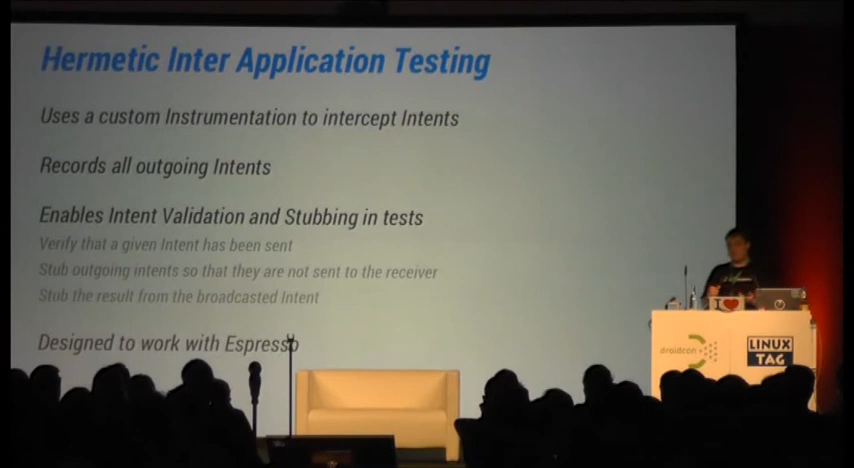 Hermetic Inter Application Testing
Uses a custom Instrumentation to intercept Intents
Records all outgoing Intents
Enables Intent Validation and Stubbing in tests
Verify that a given Intent has been sent
Stub outgoing intents so that they are not sent to the receiver
Stub the result from the broadcasted Intent
Designed to work with Espresso
I
droidcon
LINUX
TAG